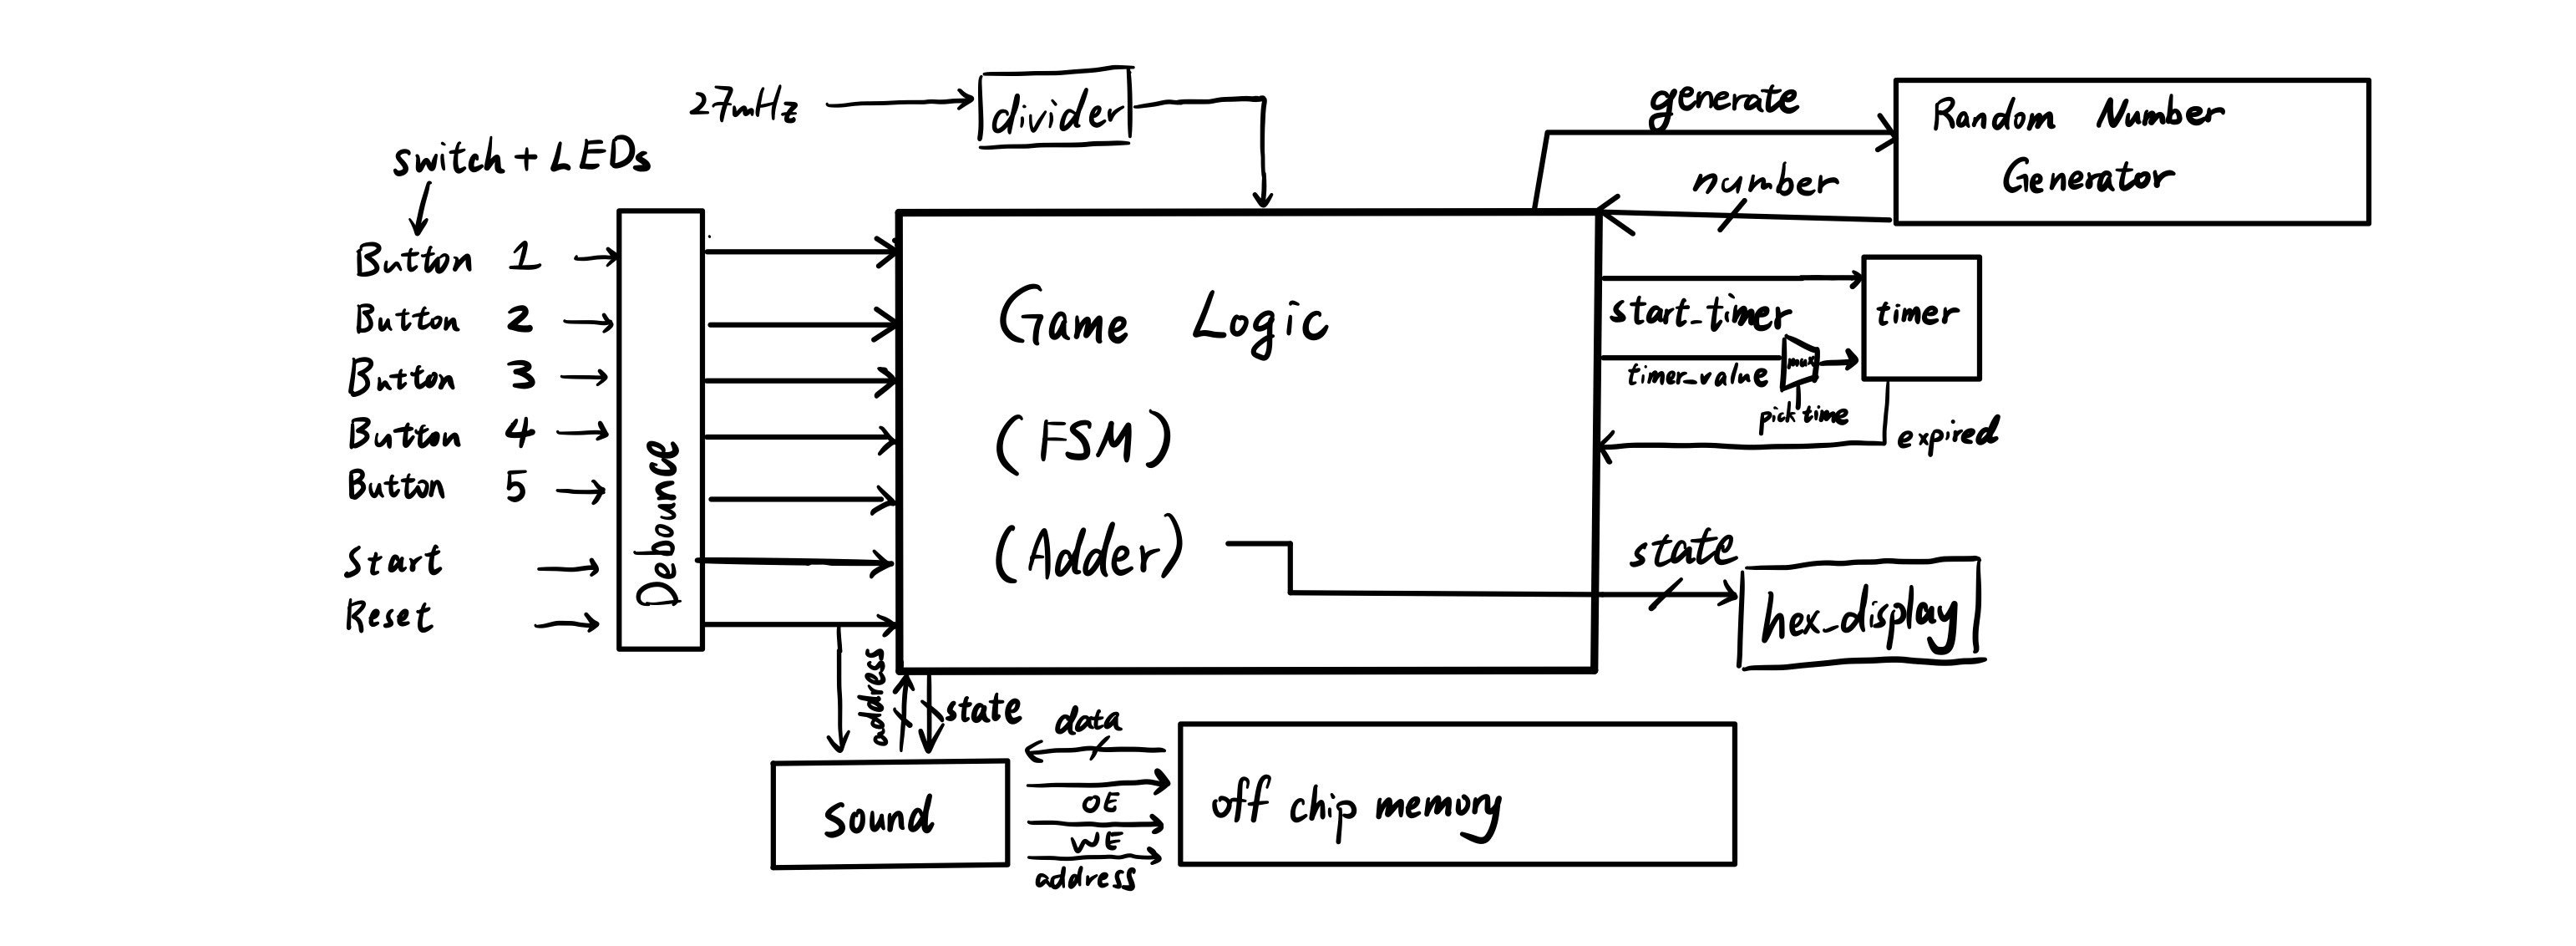 27mHz
divider
generate
Random Number
Generator
number
switch + LEDs
Button 1
Button 2
Button 3
Button 4
Button 5
Start
Reset
Debounce
Game Logic
(FSM)
(Adder)
start_timer
timer
timer_value
mux
pick time
expired
state
hex_display
address
state
data
OE
WE
address
Sound
off chip memory